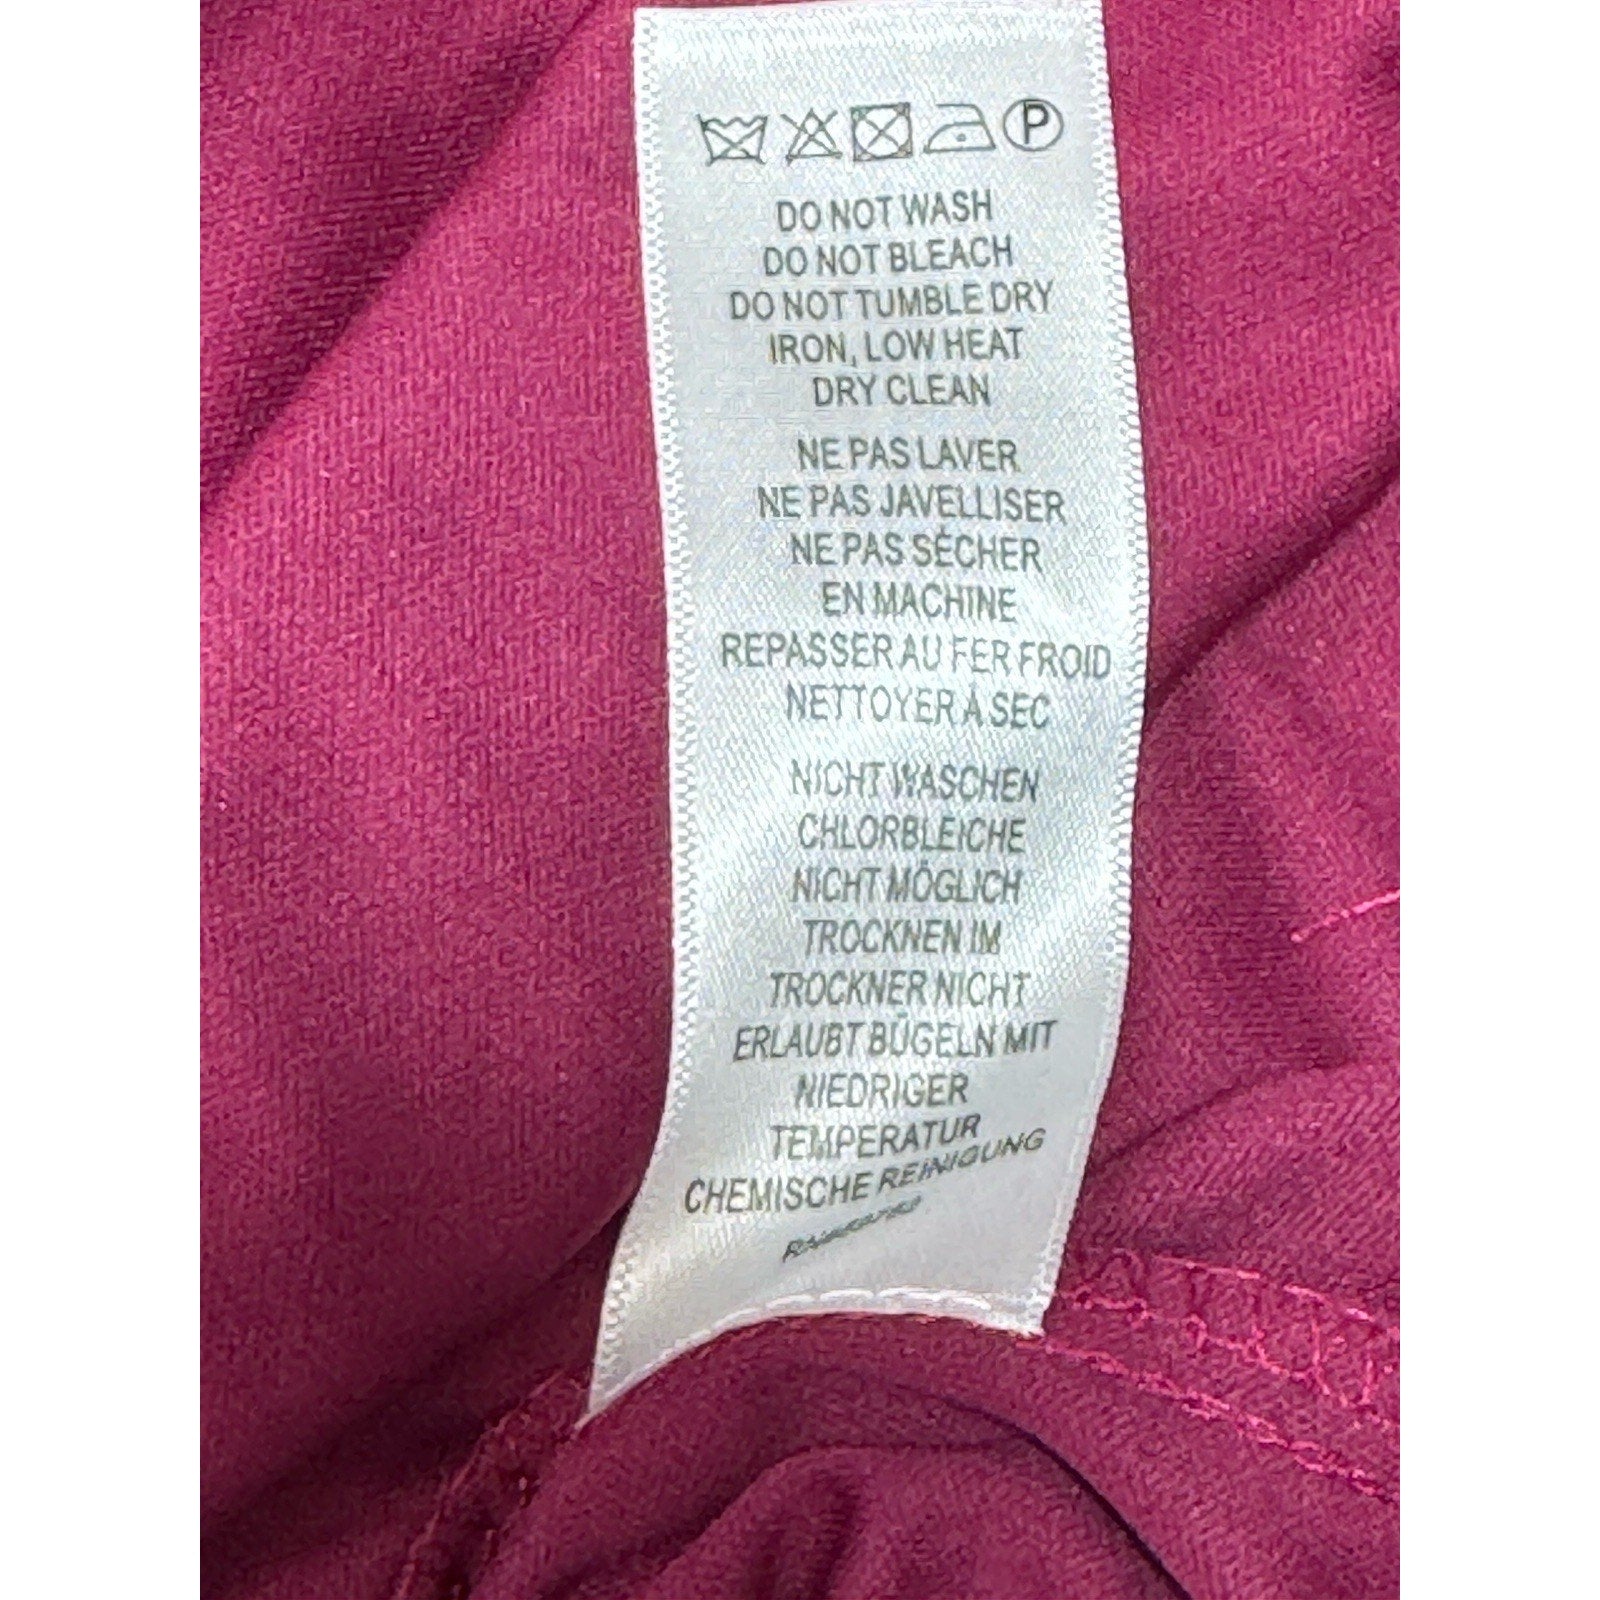 P
DO NOT WASH
DO NOT BLEACH
DO NOT TUMBLE DRY
IRON, LOW HEAT
DRY CLEAN
NE PAS LAVER
NE PAS JAVELLISER
NE PAS SÉCHER
EN MACHINE
REPASSER AU FER FROID
NETTOYER À SEC
NICHT WASCHEN
CHLORBLEICHE
NICHT MÖGLICH
TROCKNEN IM
TROCKNER NICHT
ERLAUBT BÜGELN MIT
NIEDRIGER
TEMPERATUR
CHEMISCHE REINIGUNG